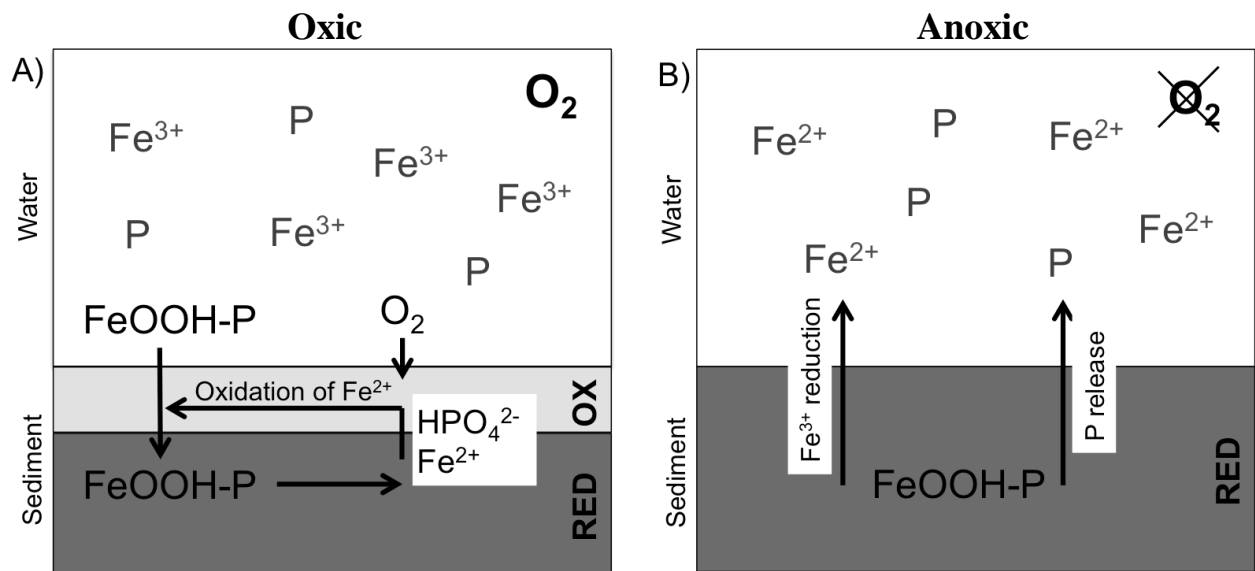 Oxic
A)
O₂
Fe³⁺
P
Fe³⁺
Fe³⁺
P
Fe³⁺
P
Water
FeOOH-P
O₂
Oxidation of Fe²⁺
OX
HPO₄²⁻
Fe²⁺
FeOOH-P
RED
Sediment
Anoxic
B)
O₂
Fe²⁺
P
Fe²⁺
P
Fe²⁺
Fe²⁺
P
Water
Fe³⁺ reduction
P release
FeOOH-P
RED
Sediment